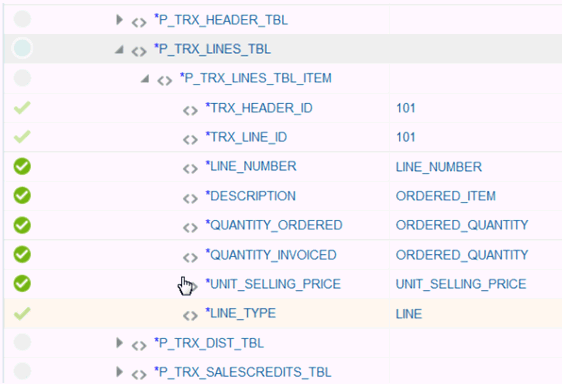 *P_TRX_HEADER_TBL
*P_TRX_LINES_TBL
*P_TRX_LINES_TBL_ITEM
*TRX_HEADER_ID 101
*TRX_LINE_ID 101
*LINE_NUMBER LINE_NUMBER
*DESCRIPTION ORDERED_ITEM
*QUANTITY_ORDERED ORDERED_QUANTITY
*QUANTITY_INVOICED ORDERED_QUANTITY
*UNIT_SELLING_PRICE UNIT_SELLING_PRICE
*LINE_TYPE LINE
*P_TRX_DIST_TBL
*P_TRX_SALESCREDITS_TBL